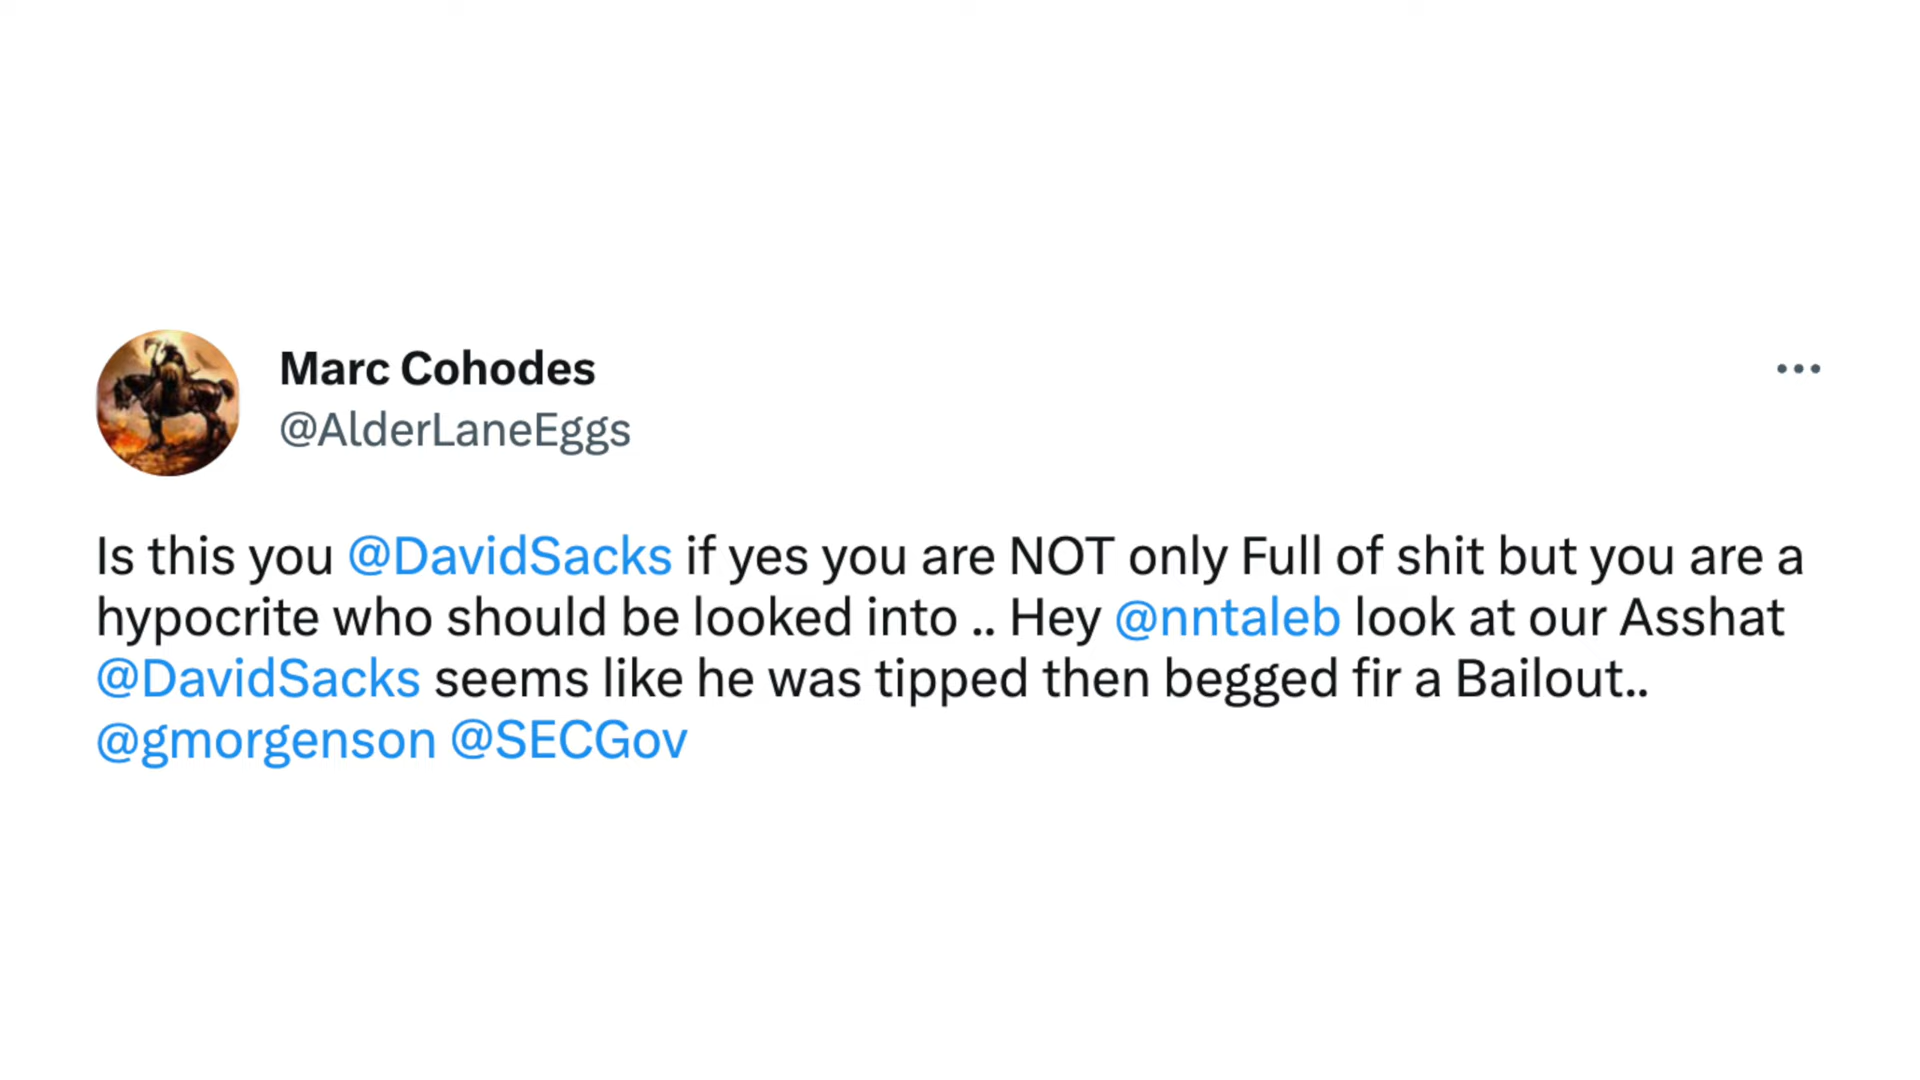 Marc Cohodes
@AlderLaneEggs
Is this you @DavidSacks if yes you are NOT only Full of shit but you are a
hypocrite who should be looked into .. Hey @nntaleb look at our Asshat
@DavidSacks seems like he was tipped then begged fir a Bailout..
@gmorgenson @SECGov